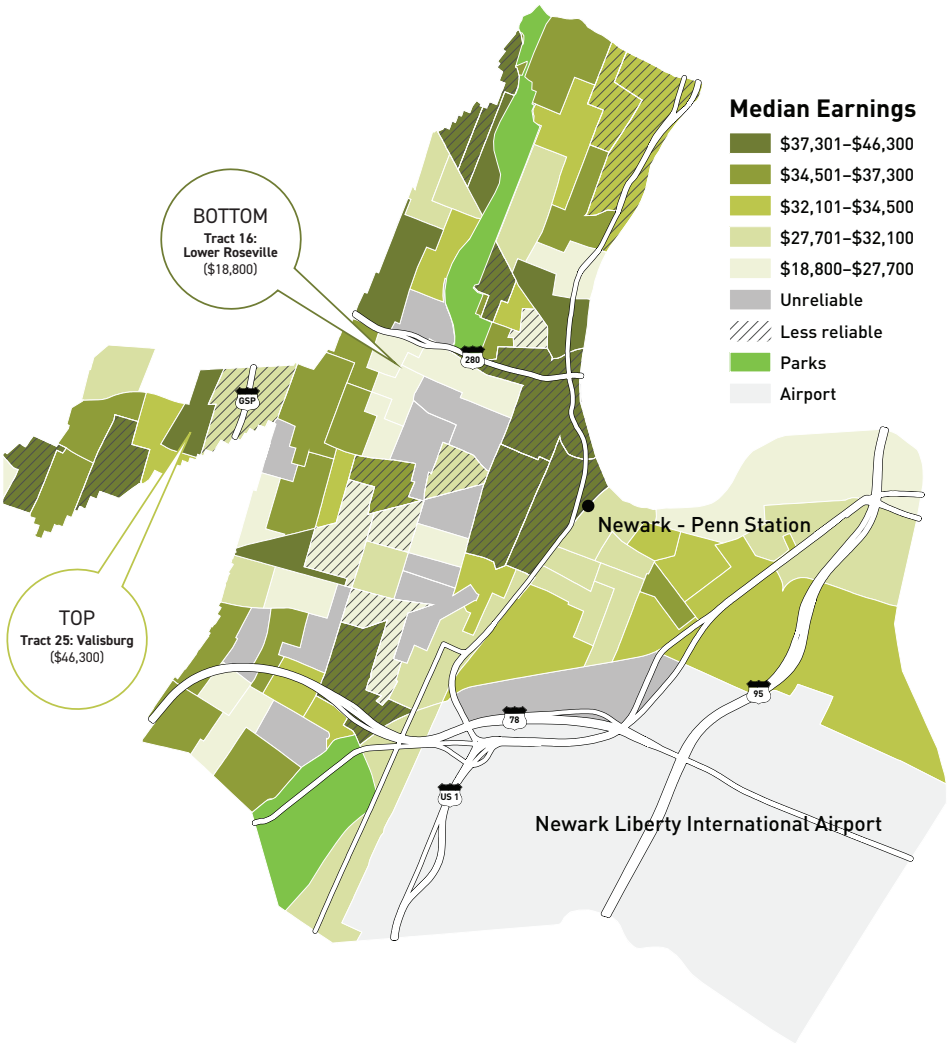 Median Earnings
$37,301–$46,300
$34,501–$37,300
$32,101–$34,500
$27,701–$32,100
$18,800–$27,700
Unreliable
Less reliable
Parks
Airport
BOTTOM
Tract 16:
Lower Roseville
($18,800)
280
GSP
Newark - Penn Station
TOP
Tract 25: Valisburg
($46,300)
95
78
US 1
Newark Liberty International Airport